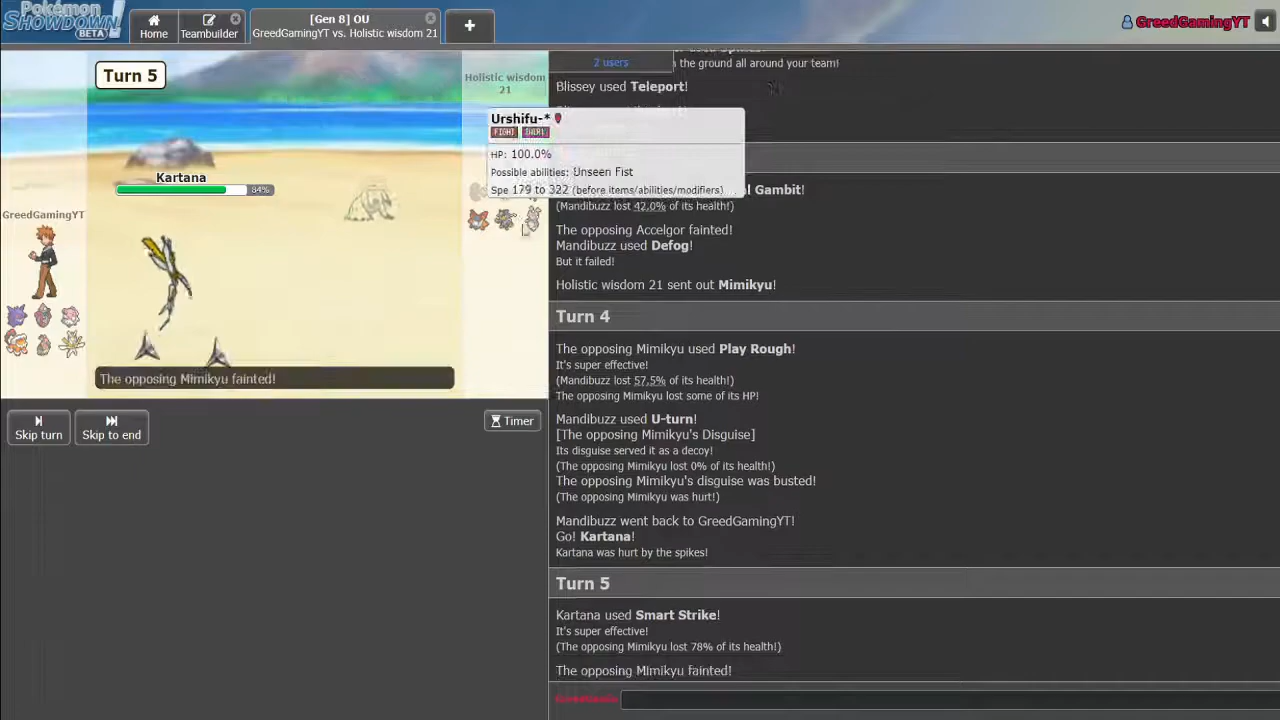 Pokémon
SHOWDOWN!
BETA
Home
Teambuilder
[Gen 8] OU
GreedGamingYT vs. Holistic wisdom 21
+
GreedGamingYT
Turn 5
Holistic wisdom
21
2 users
n the ground all around your team!
Blissey used Teleport!
Urshifu-*
FIGHT DARK
HP: 100.0%
Possible abilities: Unseen Fist
Spe 179 to 322 (before items/abilities/modifiers)
Kartana
84%
GreedGamingYT
al Gambit!
(Mandibuzz lost 42.0% of its health!)
The opposing Accelgor fainted!
Mandibuzz used Defog!
But it failed!
Holistic wisdom 21 sent out Mimikyu!
Turn 4
The opposing Mimikyu used Play Rough!
It's super effective!
(Mandibuzz lost 57.5% of its health!)
The opposing Mimikyu lost some of its HP!
Mandibuzz used U-turn!
[The opposing Mimikyu's Disguise]
Its disguise served it as a decoy!
(The opposing Mimikyu lost 0% of its health!)
The opposing Mimikyu's disguise was busted!
(The opposing Mimikyu was hurt!)
Mandibuzz went back to GreedGamingYT!
Go! Kartana!
Kartana was hurt by the spikes!
Turn 5
Kartana used Smart Strike!
It's super effective!
(The opposing Mimikyu lost 78% of its health!)
The opposing Mimikyu fainted!
The opposing Mimikyu fainted!
Skip turn
Skip to end
Timer